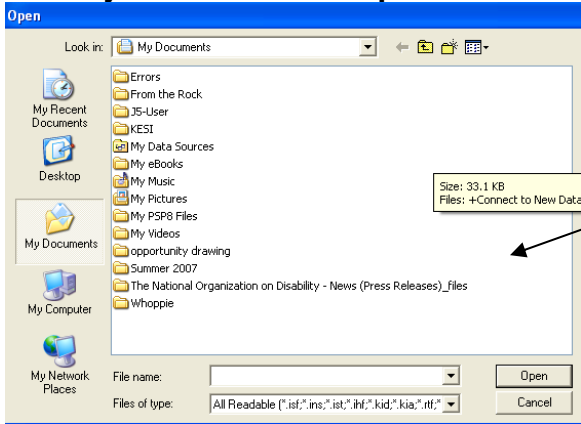 Open
Look in: My Documents
My Recent
Documents
Desktop
My Documents
My Computer
My Network
Places
Errors
From the Rock
J5-User
KESI
My Data Sources
My eBooks
My Music
My Pictures
My PSP8 Files
My Videos
opportunity drawing
Summer 2007
The National Organization on Disability - News (Press Releases)_files
Whoppie
Size: 33.1 KB
Files: +Connect to New Data
File name:
Open
Files of type: All Readable (*.isf;*.ins;*.ist;*.ihf;*.kid;*.kia;*.rtf;*
Cancel